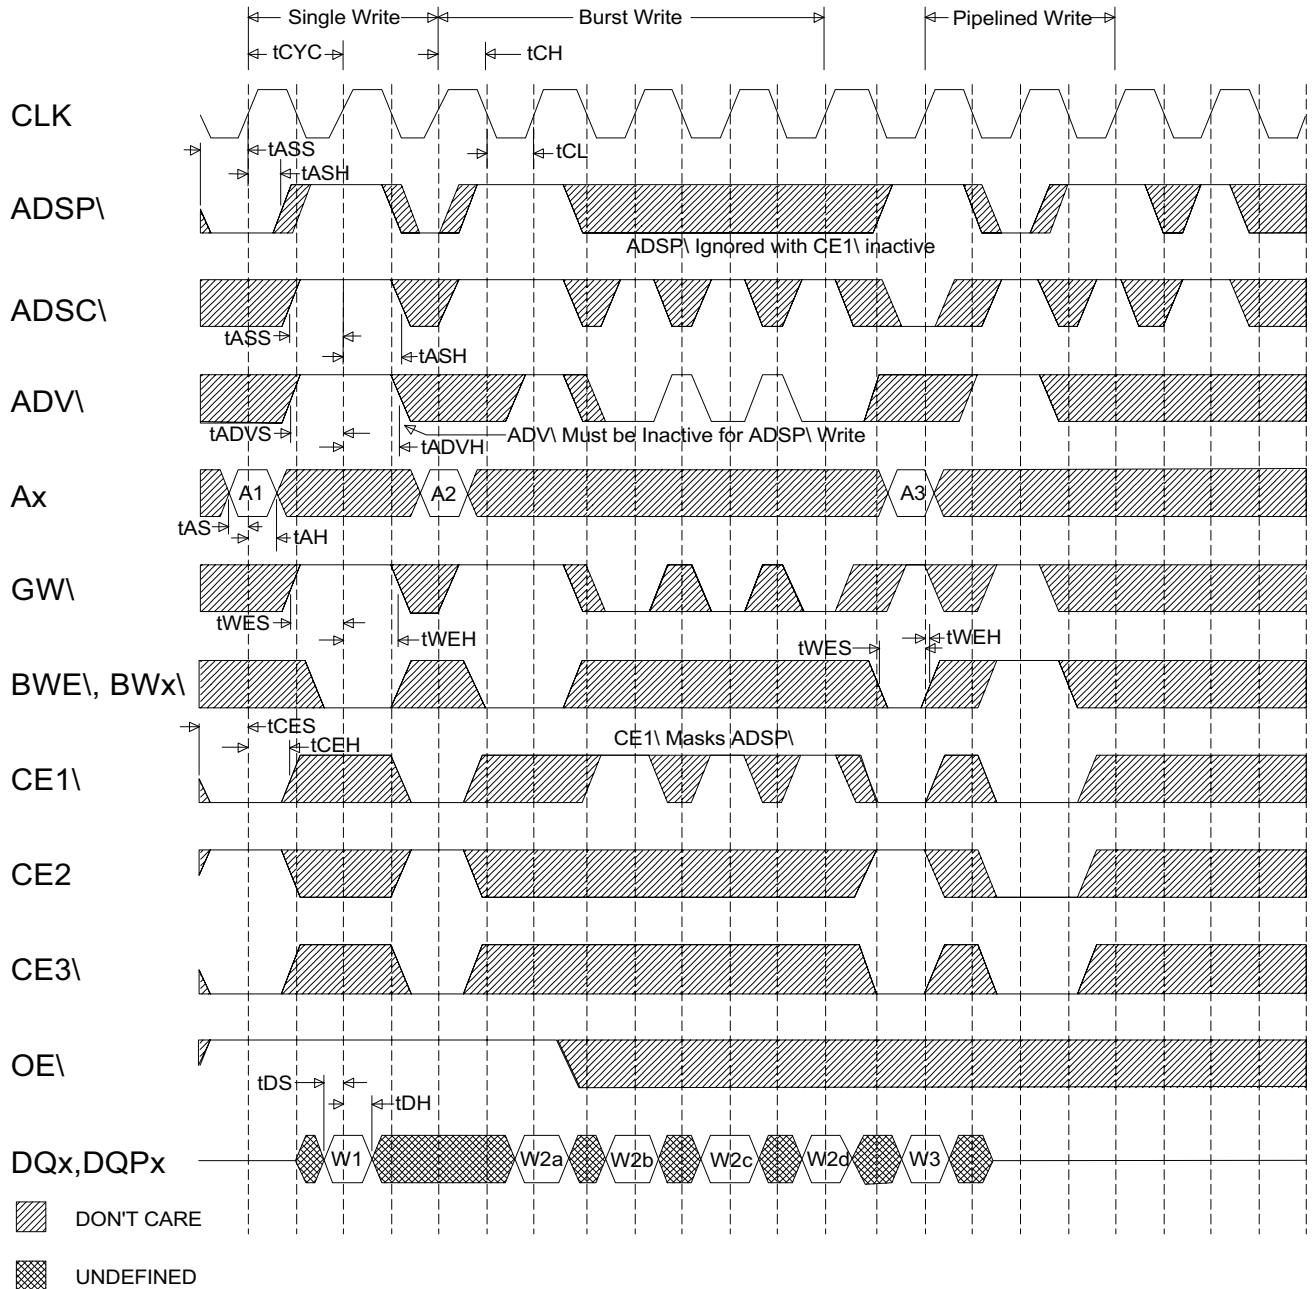 Single Write
Burst Write
Pipelined Write
tCYC
tCH
CLK
tASS
tCL
tASH
ADSP\
ADSP\ Ignored with CE1\ inactive
ADSC\
tASS
tASH
ADV\
tADVS
tADVH
ADV\ Must be Inactive for ADSP\ Write
Ax
A1
A2
A3
tAS
tAH
GW\
tWES
tWEH
tWES
tWEH
BWE\, BWx\
tCES
tCEH
CE1\ Masks ADSP\
CE1\
CE2
CE3\
OE\
tDS
tDH
DQx,DQPx
W1
W2a
W2b
W2c
W2d
W3
DON'T CARE
UNDEFINED